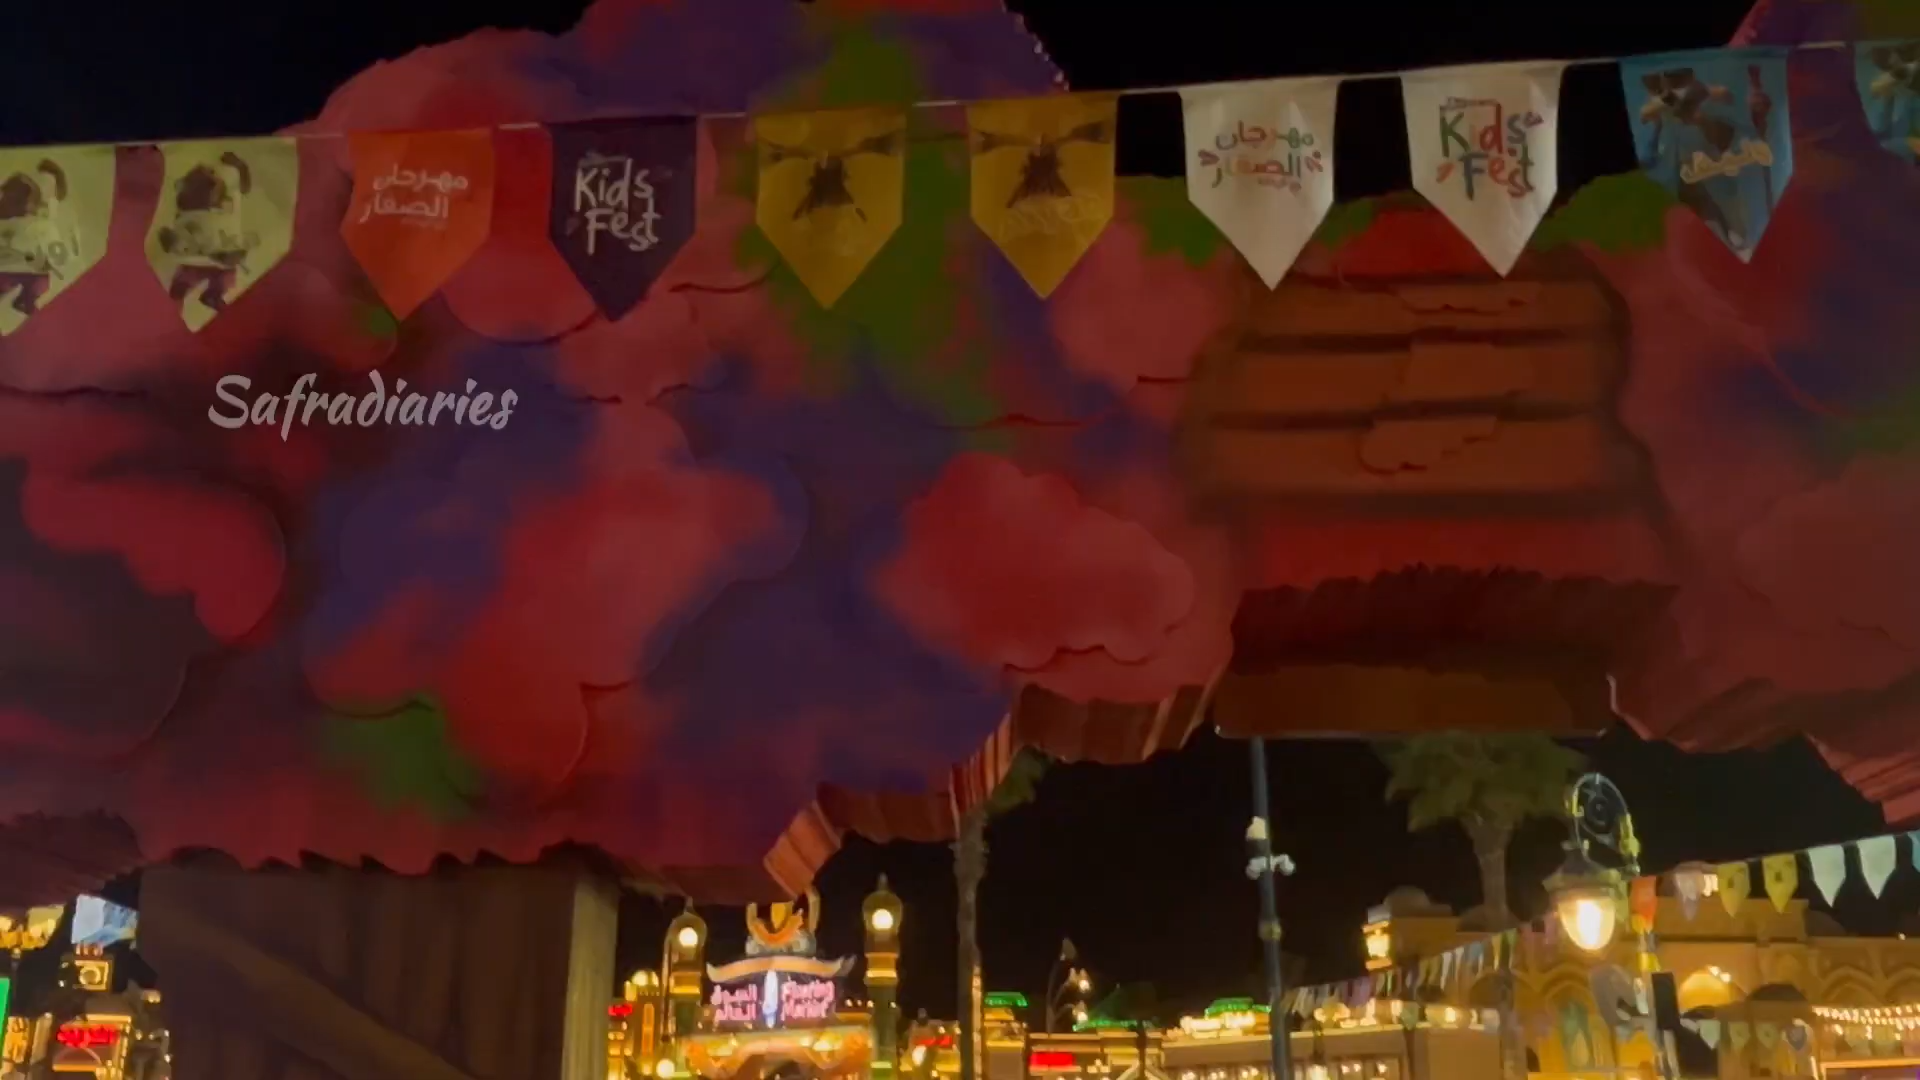 مهرجان
الصغار
Kids
Fest
مهرجان
الصغار
Kids
Fest
Safradiaries
السوق
العائم
Floating
Market